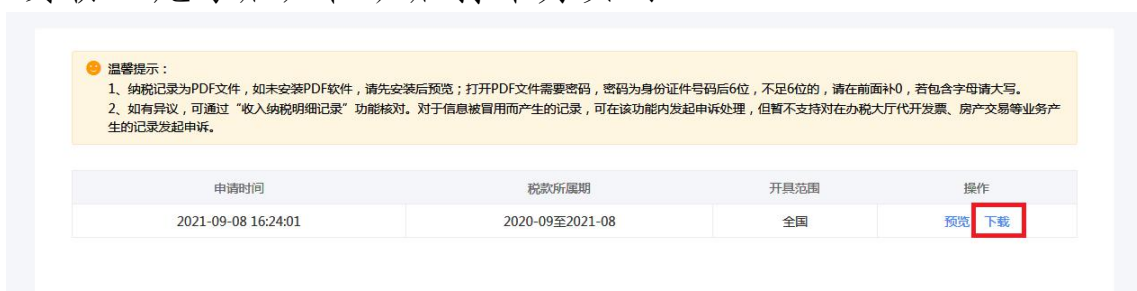 温馨提示：
1、纳税记录为PDF文件，如未安装PDF软件，请先安装后预览；打开PDF文件需要密码，密码为身份证件号码后6位，不足6位的，请在前面补0，若包含字母请大写。
2、如有异议，可通过“收入纳税明细记录”功能核对。对于信息被冒用而产生的记录，可在该功能内发起申诉处理，但暂不支持对在办税大厅代开发票、房产交易等业务产
生的记录发起申诉。
申请时间 税款所属期 开具范围 操作
2021-09-08 16:24:01 2020-09至2021-08 全国 预览 下载